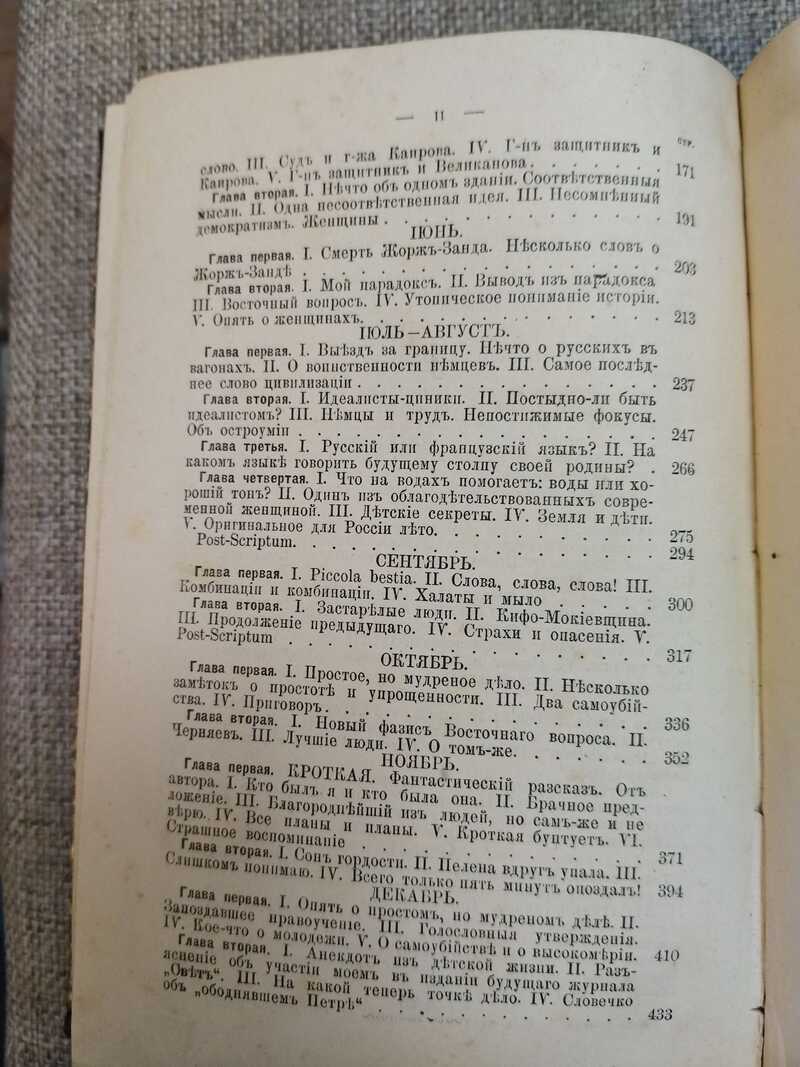 — II —
стр.
слово. III. Судъ и г-жа Каирова. IV. Г-нъ защитникъ и
Каирова. V. Г-нъ защитникъ и Великанова. . . . . . . 171
Глава вторая. I. Нѣчто объ одномъ зданіи. Соотвѣтственныя
мысли. II. Одна несоотвѣтственная идея. III. Несомнѣнный
демократизмъ. Женщины . . . . . . . . . . . . . 191
ІЮНЬ.
Глава первая. I. Смерть Жоржъ-Занда. Нѣсколько словъ о
Жоржъ-Зандѣ . . . . . . . . . . . . . . . . . 203
Глава вторая. I. Мой парадоксъ. II. Выводъ изъ парадокса
III. Восточный вопросъ. IV. Утопическое пониманіе исторіи.
V. Опять о женщинахъ. . . . . . . . . . . . . . . 213
ІЮЛЬ–АВГУСТЪ.
Глава первая. I. Выѣздъ за границу. Нѣчто о русскихъ въ
вагонахъ. II. О воинственности нѣмцевъ. III. Самое послѣд-
нее слово цивилизаціи . . . . . . . . . . . . . . . 237
Глава вторая. I. Идеалисты-циники. II. Постыдно-ли быть
идеалистомъ? III. Нѣмцы и трудъ. Непостижимые фокусы.
Объ остроуміи . . . . . . . . . . . . . . . . . . 247
Глава третья. I. Русскій или французскій языкъ? II. На
какомъ языкѣ говорить будущему столпу своей родины? . 266
Глава четвертая. I. Что на водахъ помогаетъ: воды или хо-
рошій тонъ? II. Одинъ изъ облагодѣтельствованныхъ совре-
менной женщиной. III. Дѣтскіе секреты. IV. Земля и дѣти.
V. Оригинальное для Россіи лѣто. . . . . . . . . . . 275
Post-Scriptum. . . . . . . . . . . . . . . . . . 294
СЕНТЯБРЬ.
Глава первая. I. Piccola bestia. II. Слова, слова, слова! III.
Комбинаціи и комбинаціи. IV. Халаты и мыло . . . . . 300
Глава вторая. I. Застарѣлые люди. II. Кифо-Мокіевщина.
III. Продолженіе предыдущаго. IV. Страхи и опасенія. V.
Post-Scriptum . . . . . . . . . . . . . . . . . 317
ОКТЯБРЬ.
Глава первая. I. Простое, но мудреное дѣло. II. Нѣсколько
замѣтокъ о простотѣ и упрощенности. III. Два самоубій-
ства. IV. Приговоръ. . . . . . . . . . . . . . . . 336
Глава вторая. I. Новый фазисъ Восточнаго вопроса. II.
Черняевъ. III. Лучшіе люди. IV. О томъ-же. . . . . . . 352
НОЯБРЬ.
Глава первая. КРОТКАЯ. Фантастическій разсказъ. Отъ
автора. I. Кто былъ я и кто была она. II. Брачное пред-
ложеніе. III. Благороднѣйшій изъ людей, но самъ-же и не
вѣрю. IV. Все планы и планы. V. Кроткая бунтуетъ. VI.
Страшное воспоминаніе . . . . . . . . . . . . . . 371
Глава вторая. I. Сонъ гордости. II. Пелена вдругъ упала. III.
Слишкомъ понимаю. IV. Всего только пять минутъ опоздалъ! 394
ДЕКАБРЬ.
Глава первая. I. Опять о простомъ, но мудреномъ дѣлѣ. II.
Запоздавшее нравоученіе. III. Голословныя утвержденія.
IV. Кое-что о молодежи. V. О самоубійствѣ и о высокомѣріи. 410
Глава вторая. I. Анекдотъ изъ дѣтской жизни. II. Разъ-
ясненіе объ участіи моемъ въ изданіи будущаго журнала
„Свѣтъ“. III. На какой теперь точкѣ дѣло. IV. Словечко
объ „ободнявшемъ Петрѣ“ . . . . . . . . . . . . . 433